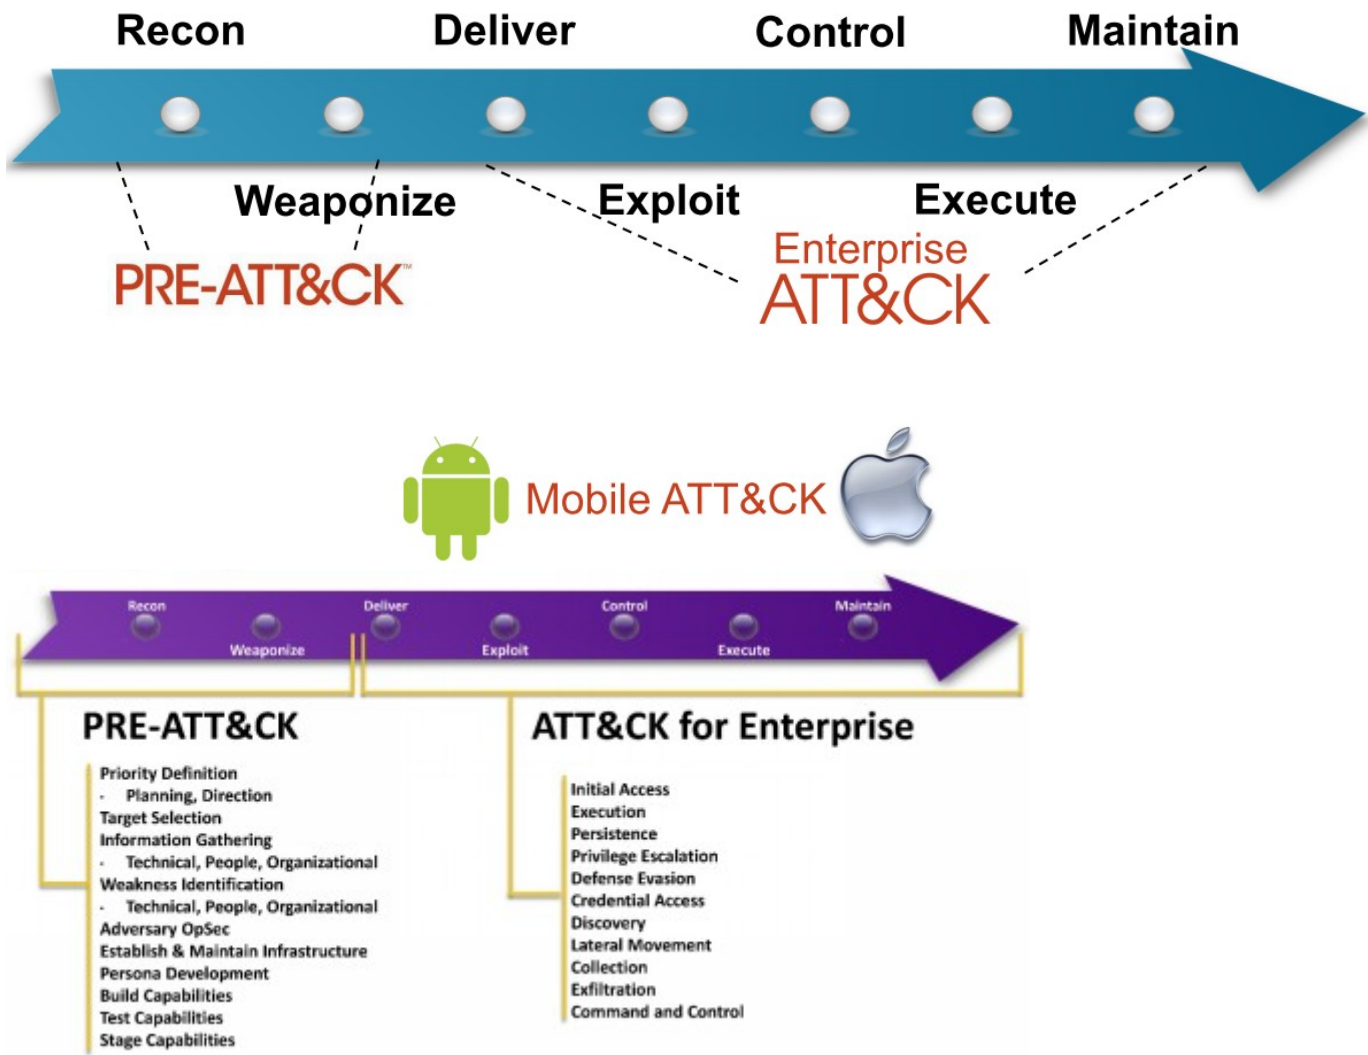 Recon Deliver Control Maintain
Weaponize Exploit Execute
PRE-ATT&CK™
Enterprise
ATT&CK
Mobile ATT&CK
Recon Deliver Control Maintain
Weaponize Exploit Execute
PRE-ATT&CK
Priority Definition
- Planning, Direction
Target Selection
Information Gathering
- Technical, People, Organizational
Weakness Identification
- Technical, People, Organizational
Adversary OpSec
Establish & Maintain Infrastructure
Persona Development
Build Capabilities
Test Capabilities
Stage Capabilities
ATT&CK for Enterprise
Initial Access
Execution
Persistence
Privilege Escalation
Defense Evasion
Credential Access
Discovery
Lateral Movement
Collection
Exfiltration
Command and Control